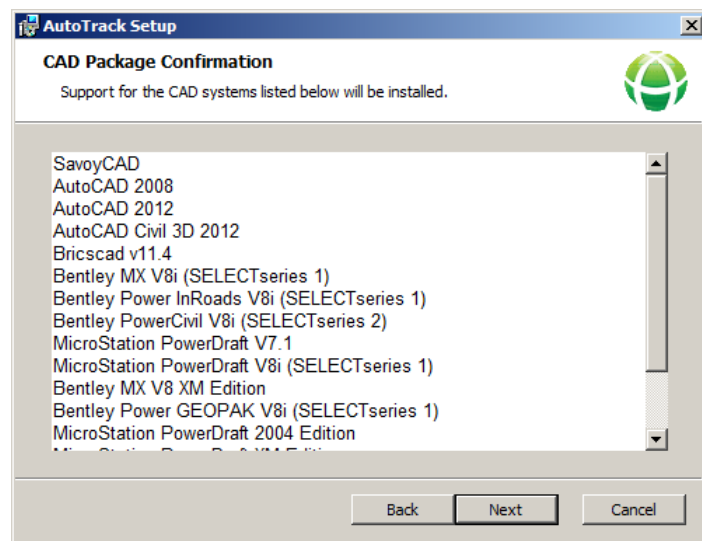 AutoTrack Setup
CAD Package Confirmation
Support for the CAD systems listed below will be installed.
SavoyCAD
AutoCAD 2008
AutoCAD 2012
AutoCAD Civil 3D 2012
Bricscad v11.4
Bentley MX V8i (SELECTseries 1)
Bentley Power InRoads V8i (SELECTseries 1)
Bentley PowerCivil V8i (SELECTseries 2)
MicroStation PowerDraft V7.1
MicroStation PowerDraft V8i (SELECTseries 1)
Bentley MX V8 XM Edition
Bentley Power GEOPAK V8i (SELECTseries 1)
MicroStation PowerDraft 2004 Edition
Back Next Cancel